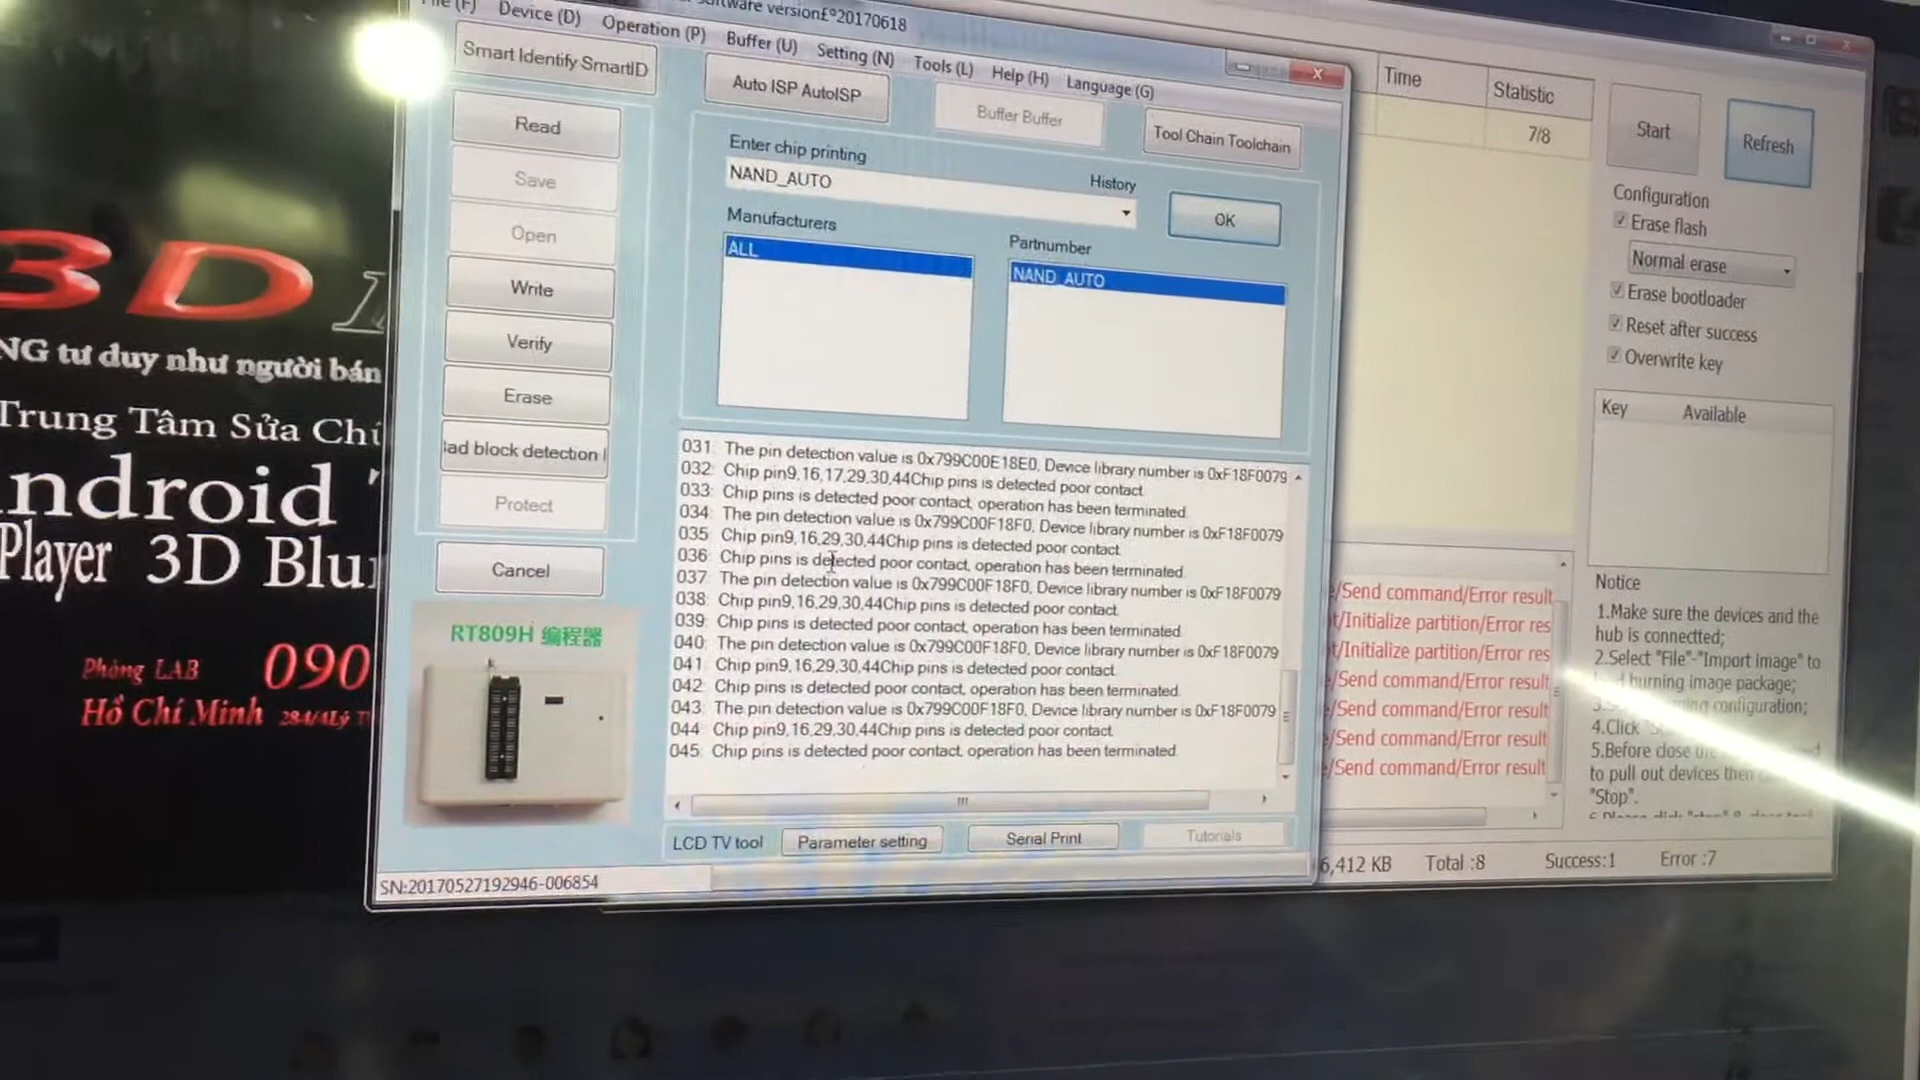 software version£º20170618
File (F) Device (D) Operation (P) Buffer (U) Setting (N) Tools (L) Help (H) Language (G)
Smart Identify SmartID
Auto ISP AutoISP
Buffer Buffer
Tool Chain Toolchain
Read
Save
Open
Write
Verify
Erase
ad block detection
Protect
Cancel
RT809H 编程器
Enter chip printing
NAND_AUTO
History
OK
Manufacturers
ALL
Partnumber
NAND_AUTO
031: The pin detection value is 0x799C00E18E0, Device library number is 0xF18F0079
032: Chip pin9,16,17,29,30,44Chip pins is detected poor contact.
033: Chip pins is detected poor contact, operation has been terminated.
034: The pin detection value is 0x799C00F18F0, Device library number is 0xF18F0079
035: Chip pin9,16,29,30,44Chip pins is detected poor contact.
036: Chip pins is detected poor contact, operation has been terminated.
037: The pin detection value is 0x799C00F18F0, Device library number is 0xF18F0079
038: Chip pin9,16,29,30,44Chip pins is detected poor contact.
039: Chip pins is detected poor contact, operation has been terminated.
040: The pin detection value is 0x799C00F18F0, Device library number is 0xF18F0079
041: Chip pin9,16,29,30,44Chip pins is detected poor contact.
042: Chip pins is detected poor contact, operation has been terminated.
043: The pin detection value is 0x799C00F18F0, Device library number is 0xF18F0079
044: Chip pin9,16,29,30,44Chip pins is detected poor contact.
045: Chip pins is detected poor contact, operation has been terminated.
LCD TV tool
Parameter setting
Serial Print
Tutorials
SN:20170527192946-006854
Time
Statistic
7/8
Start
Refresh
Configuration
Erase flash
Normal erase
Erase bootloader
Reset after success
Overwrite key
Key Available
Notice
1.Make sure the devices and the
hub is connectted;
2.Select "File"-"Import image" to
burning image package;
configuration;
4.Click
5.Before close
to pull out devices then
"Stop".
/Send command/Error result
t/Initialize partition/Error res
t/Initialize partition/Error res
/Send command/Error result
/Send command/Error result
/Send command/Error result
/Send command/Error result
6,412 KB Total :8 Success:1 Error :7
3D
NG tư duy như người bán
Trung Tâm Sửa Ch
ndroid
Player 3D Blu
Phòng LAB 090
Hồ Chí Minh